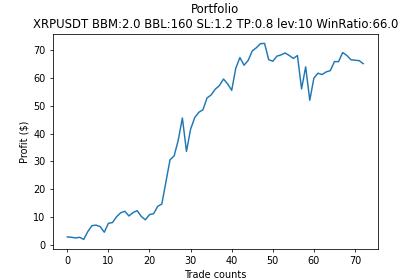 Portfolio
XRPUSDT BBM:2.0 BBL:160 SL:1.2 TP:0.8 lev:10 WinRatio:66.0
70
60
50
40
30
20
10
0
Profit ($)
0 10 20 30 40 50 60 70
Trade counts